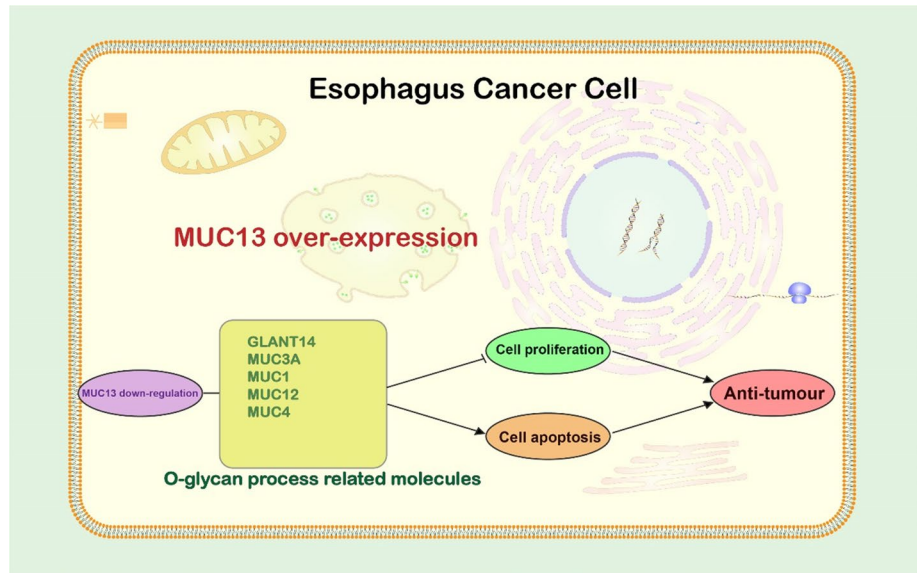 Esophagus Cancer Cell
MUC13 over-expression
GLANT14
MUC3A
MUC1
MUC12
MUC4
MUC13 down-regulation
Cell proliferation
Cell apoptosis
Anti-tumour
O-glycan process related molecules